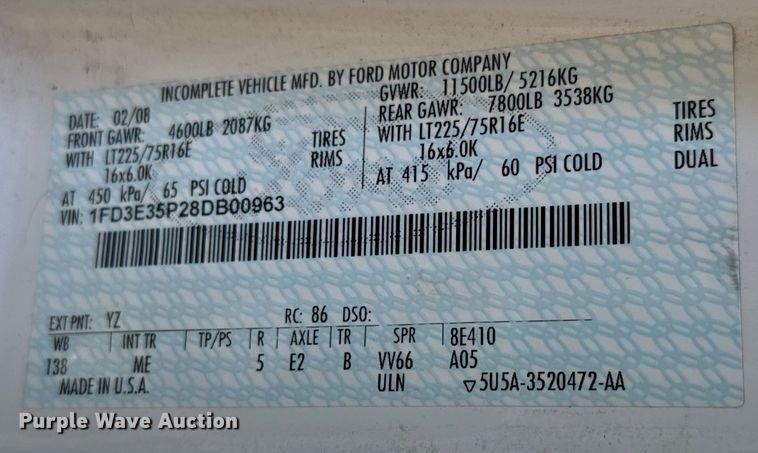 INCOMPLETE VEHICLE MFD. BY FORD MOTOR COMPANY
DATE: 02/08 GVWR: 11500LB/ 5216KG
FRONT GAWR: 4600LB 2087KG REAR GAWR: 7800LB 3538KG
WITH LT225/75R16E TIRES WITH LT225/75R16E TIRES
16x6.0K RIMS 16x6.0K RIMS
AT 450 kPa/ 65 PSI COLD AT 415 kPa/ 60 PSI COLD DUAL
VIN: 1FD3E35P28DB00963
EXT PNT: YZ RC: 86 DSO:
WB INT TR TP/PS R AXLE TR SPR 8E410
138 ME 5 E2 B VV66 A05
MADE IN U.S.A. ULN ▽5U5A-3520472-AA
Purple Wave Auction